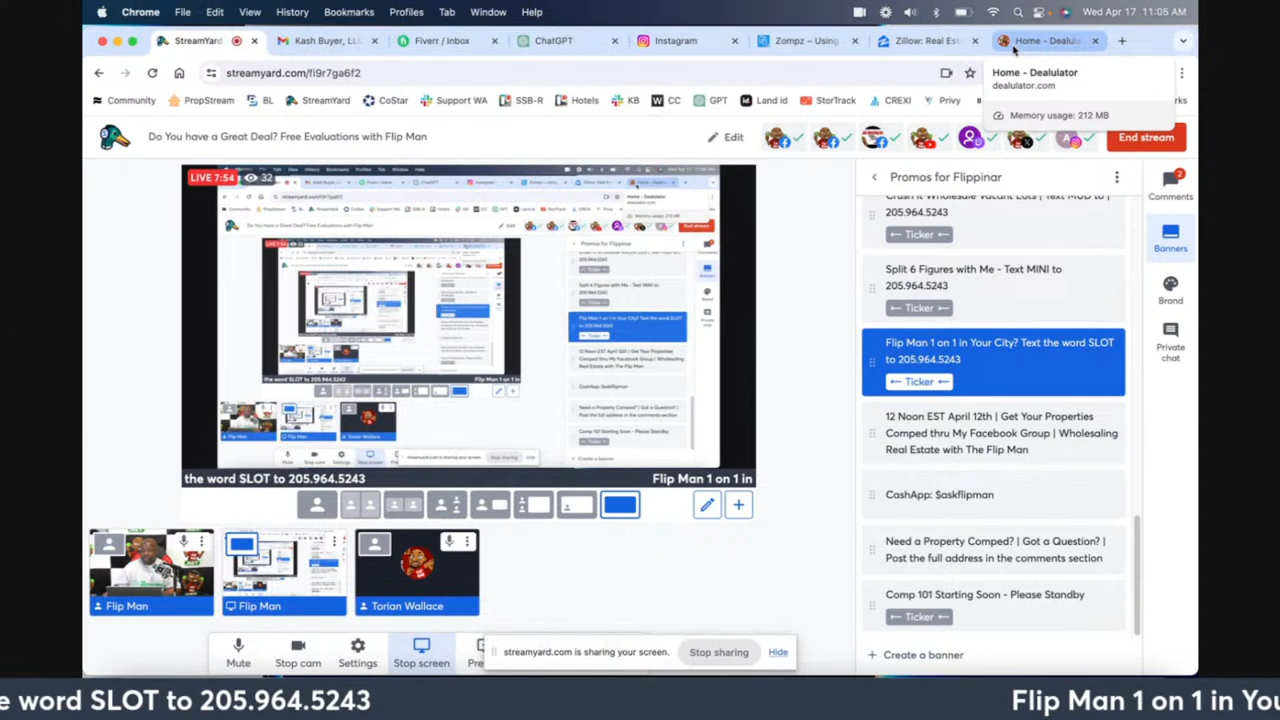 Chrome File Edit View History Bookmarks Profiles Tab Window Help Wed Apr 17 11:05 AM
StreamYard Kash Buyer, LL Fiverr / Inbox ChatGPT Instagram Zompz – Using Zillow: Real Est Home - Dealula
streamyard.com/fi9r7ga6f2
Home - Dealulator
dealulator.com
Memory usage: 212 MB
Community PropStream BL StreamYard CoStar Support WA SSB-R Hotels KB CC GPT Land id StorTrack CREXI Privy
Do You have a Great Deal? Free Evaluations with Flip Man
Edit
End stream
LIVE 7:54 32
the word SLOT to 205.964.5243 Flip Man 1 on 1 in
Flip Man
Flip Man
Torian Wallace
Mute Stop cam Settings Stop screen
streamyard.com is sharing your screen. Stop sharing Hide
Promos for Flippinar
205.964.5243
Ticker
Split 6 Figures with Me - Text MINI to
205.964.5243
Ticker
Flip Man 1 on 1 in Your City? Text the word SLOT
to 205.964.5243
Ticker
12 Noon EST April 12th | Get Your Properties
Comped thru My Facebook Group | Wholesaling
Real Estate with The Flip Man
CashApp: $askflipman
Need a Property Comped? | Got a Question? |
Post the full address in the comments section
Comp 101 Starting Soon - Please Standby
Ticker
+ Create a banner
2
Comments
Banners
Brand
Private
chat
e word SLOT to 205.964.5243 Flip Man 1 on 1 in You